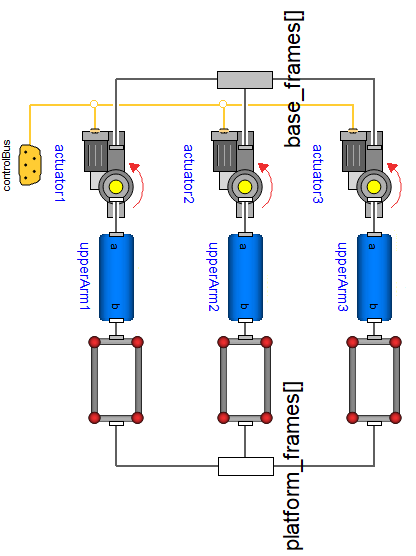 base_frames[]
controlBus
actuator1
actuator2
actuator3
a
b
upperArm1
a
b
upperArm2
a
b
upperArm3
platform_frames[]